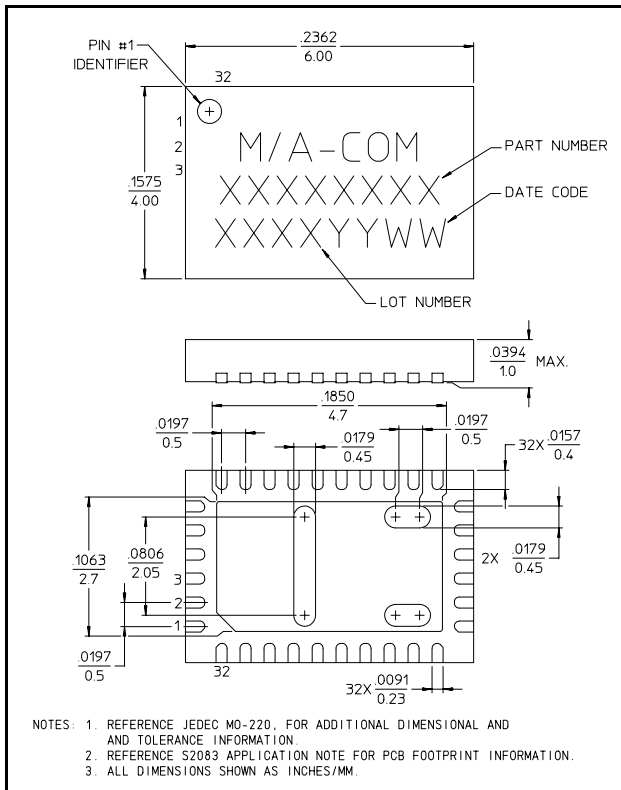 .2362
6.00
PIN #1
IDENTIFIER
32
1
2
3
M/A-COM
XXXXXXXX
XXXXYYWW
PART NUMBER
DATE CODE
LOT NUMBER
.1575
4.00
.0394
1.0
MAX.
.1850
4.7
.0197
0.5
.0179
0.45
.0197
0.5
32X .0157
0.4
.1063
2.7
.0806
2.05
3
2
1
2X .0179
0.45
.0197
0.5
32
32X .0091
0.23
NOTES: 1. REFERENCE JEDEC MO-220, FOR ADDITIONAL DIMENSIONAL AND
AND TOLERANCE INFORMATION.
2. REFERENCE S2083 APPLICATION NOTE FOR PCB FOOTPRINT INFORMATION.
3. ALL DIMENSIONS SHOWN AS INCHES/MM.